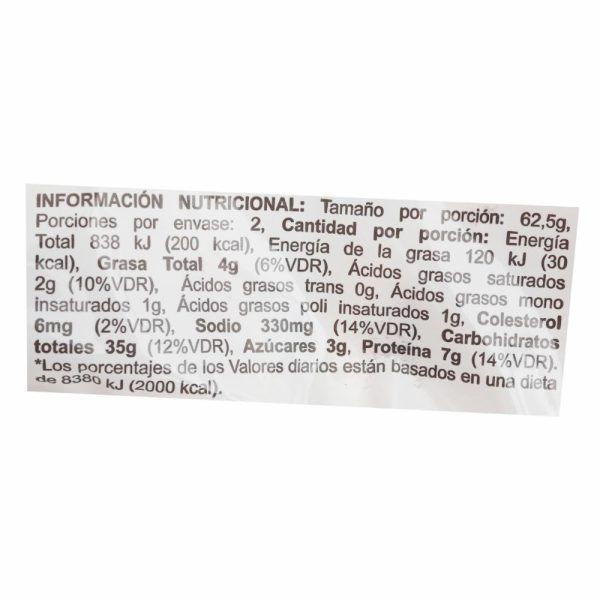 INFORMACIÓN NUTRICIONAL: Tamaño por porción: 62,5g,
Porciones por envase: 2, Cantidad por porción: Energía
Total 838 kJ (200 kcal), Energía de la grasa 120 kJ (30
kcal), Grasa Total 4g (6%VDR), Ácidos grasos saturados
2g (10%VDR), Ácidos grasos trans 0g, Ácidos grasos mono
insaturados 1g, Ácidos grasos poli insaturados 1g, Colesterol
6mg (2%VDR), Sodio 330mg (14%VDR), Carbohidratos
totales 35g (12%VDR), Azúcares 3g, Proteína 7g (14%VDR).
*Los porcentajes de los Valores diarios están basados en una dieta
de 8380 kJ (2000 kcal).